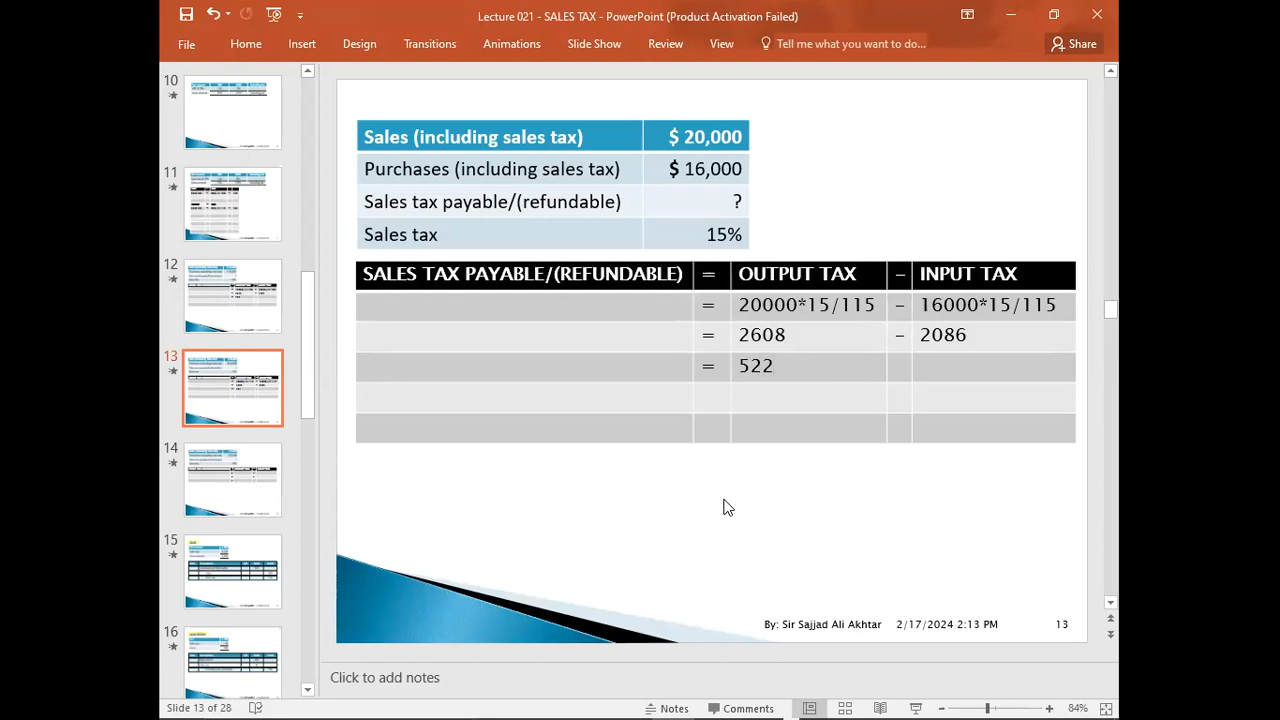 Lecture 021 - SALES TAX - PowerPoint (Product Activation Failed)
File Home Insert Design Transitions Animations Slide Show Review View Tell me what you want to do... Share
10
11
12
13
14
15
16
Sales (including sales tax) $ 20,000
Purchases (including sales tax) $ 16,000
Sales tax payable/(refundable) ?
Sales tax 15%
SALES TAX PAYABLE/(REFUNDABLE) = OUTPUT TAX – INPUT TAX
= 20000*15/115 – 16000*15/115
= 2608 – 2086
= 522
By: Sir Sajjad Ali Akhtar 2/17/2024 2:13 PM 13
Click to add notes
Slide 13 of 28 Notes Comments 84%